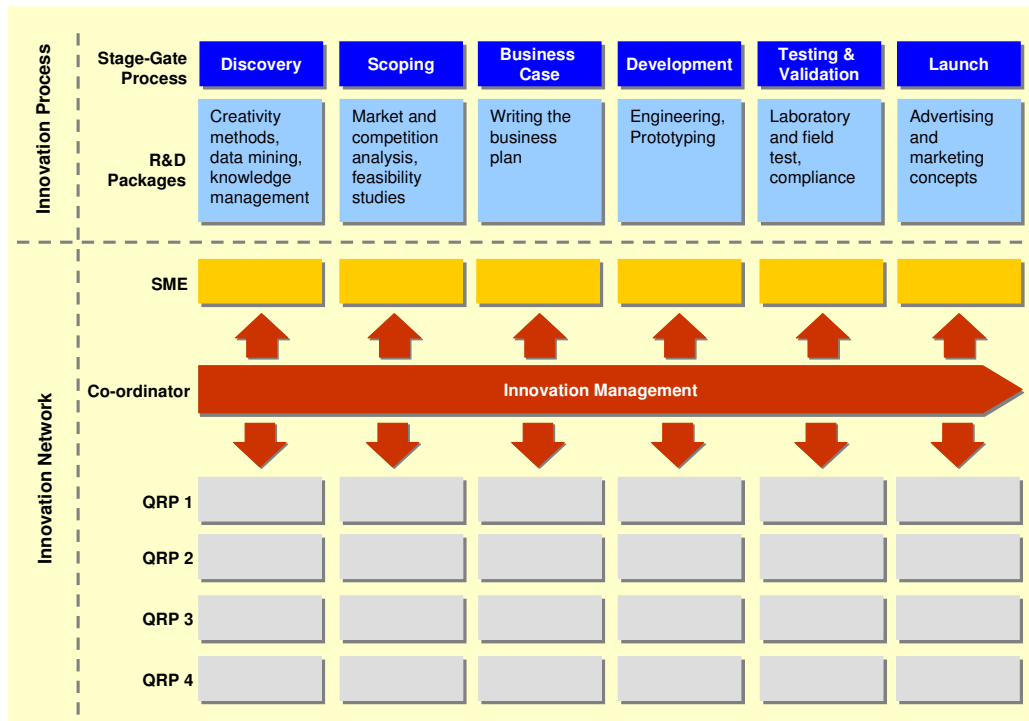 Innovation Process
Stage-Gate
Process
Discovery
Scoping
Business
Case
Development
Testing &
Validation
Launch
R&D
Packages
Creativity
methods,
data mining,
knowledge
management
Market and
competition
analysis,
feasibility
studies
Writing the
business
plan
Engineering,
Prototyping
Laboratory
and field
test,
compliance
Advertising
and
marketing
concepts
Innovation Network
SME
Co-ordinator
Innovation Management
QRP 1
QRP 2
QRP 3
QRP 4